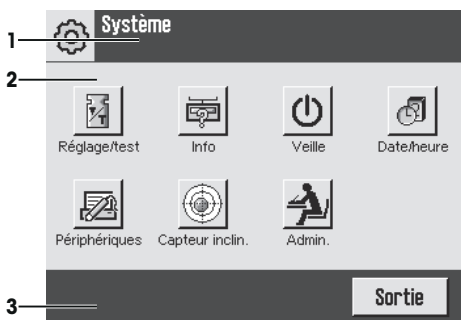 Système
1
2
Réglage/test Info Veille Date/heure
Périphériques Capteur inclin. Admin.
3
Sortie